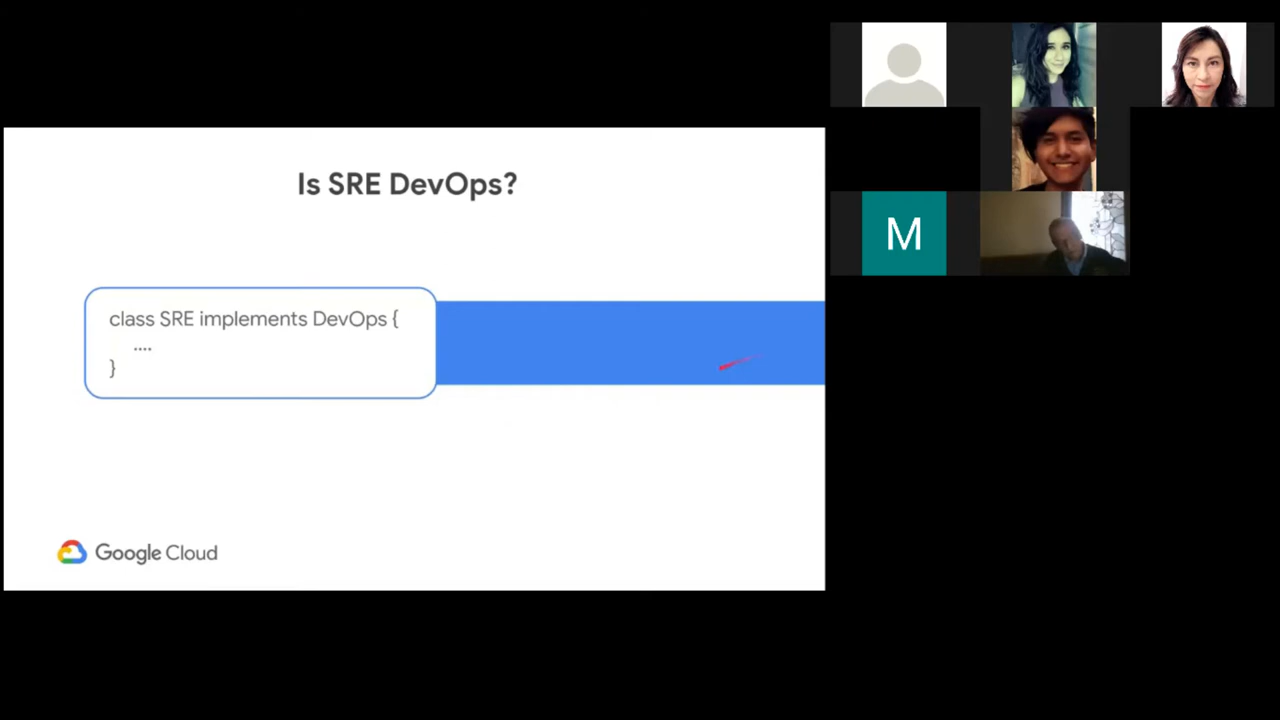 Is SRE DevOps?
class SRE implements DevOps {
....
}
Google Cloud
M